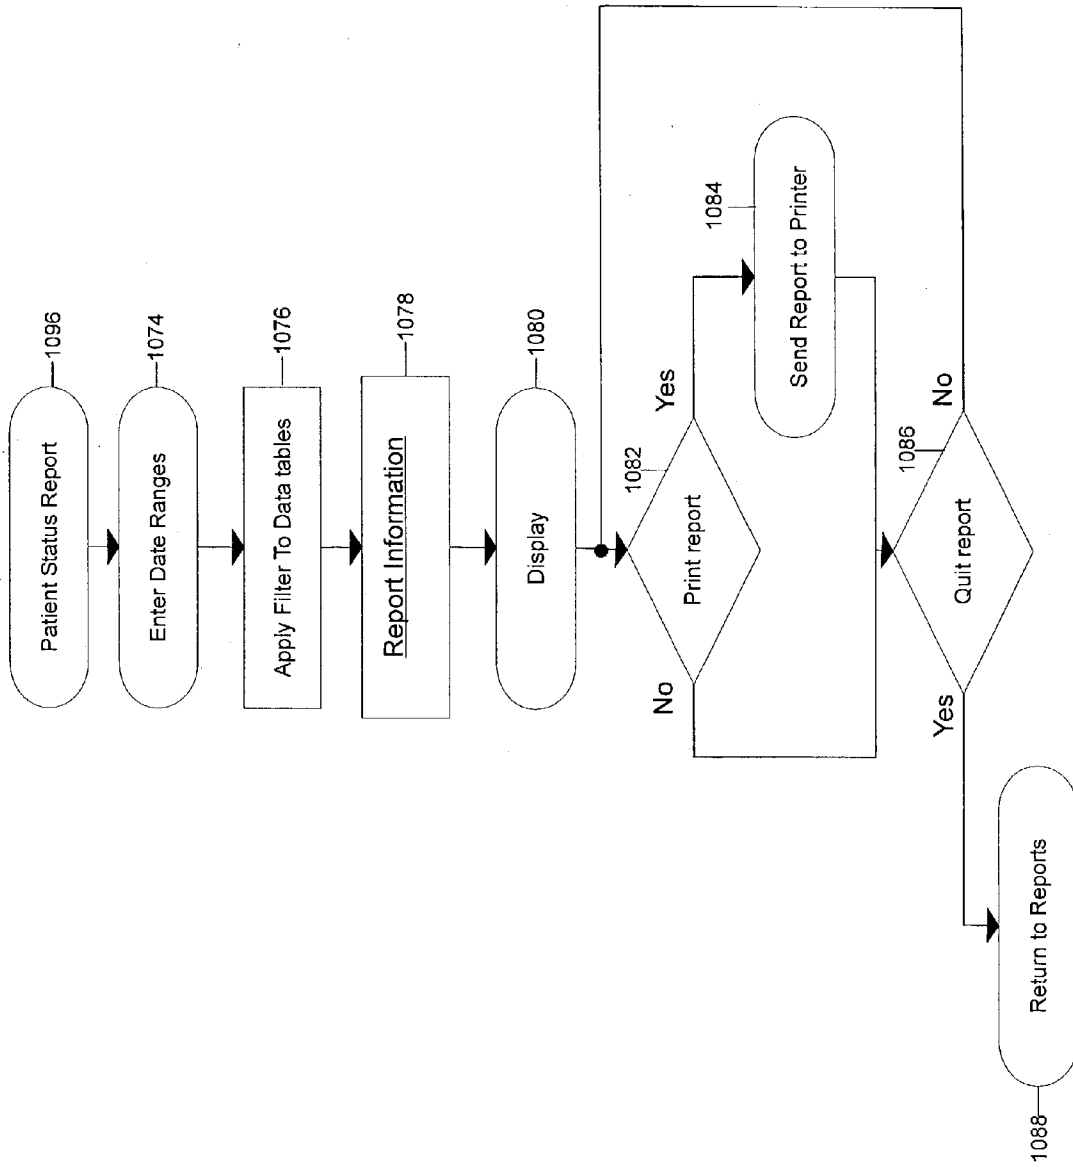 Patient Status Report
1096
Enter Date Ranges
1074
Apply Filter To Data tables
1076
Report Information
1078
Display
1080
Print report
1082
Yes
No
Send Report to Printer
1084
Quit report
1086
No
Yes
Return to Reports
1088